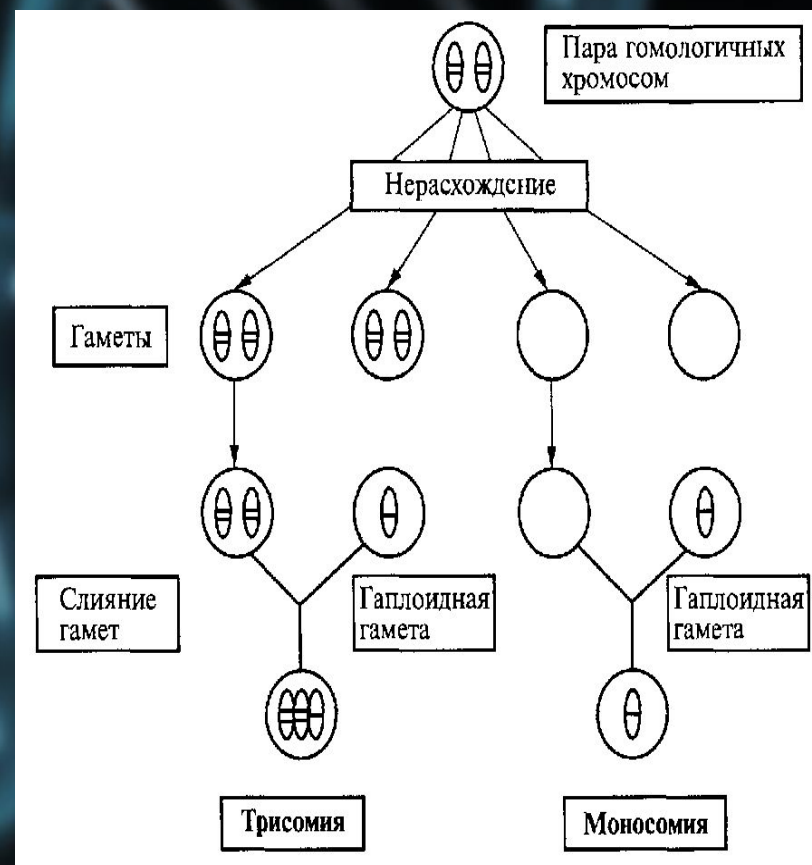 Пара гомологичных
хромосом
Нерасхождение
Гаметы
Слияние
гамет
Гаплоидная
гамета
Гаплоидная
гамета
Трисомия
Моносомия